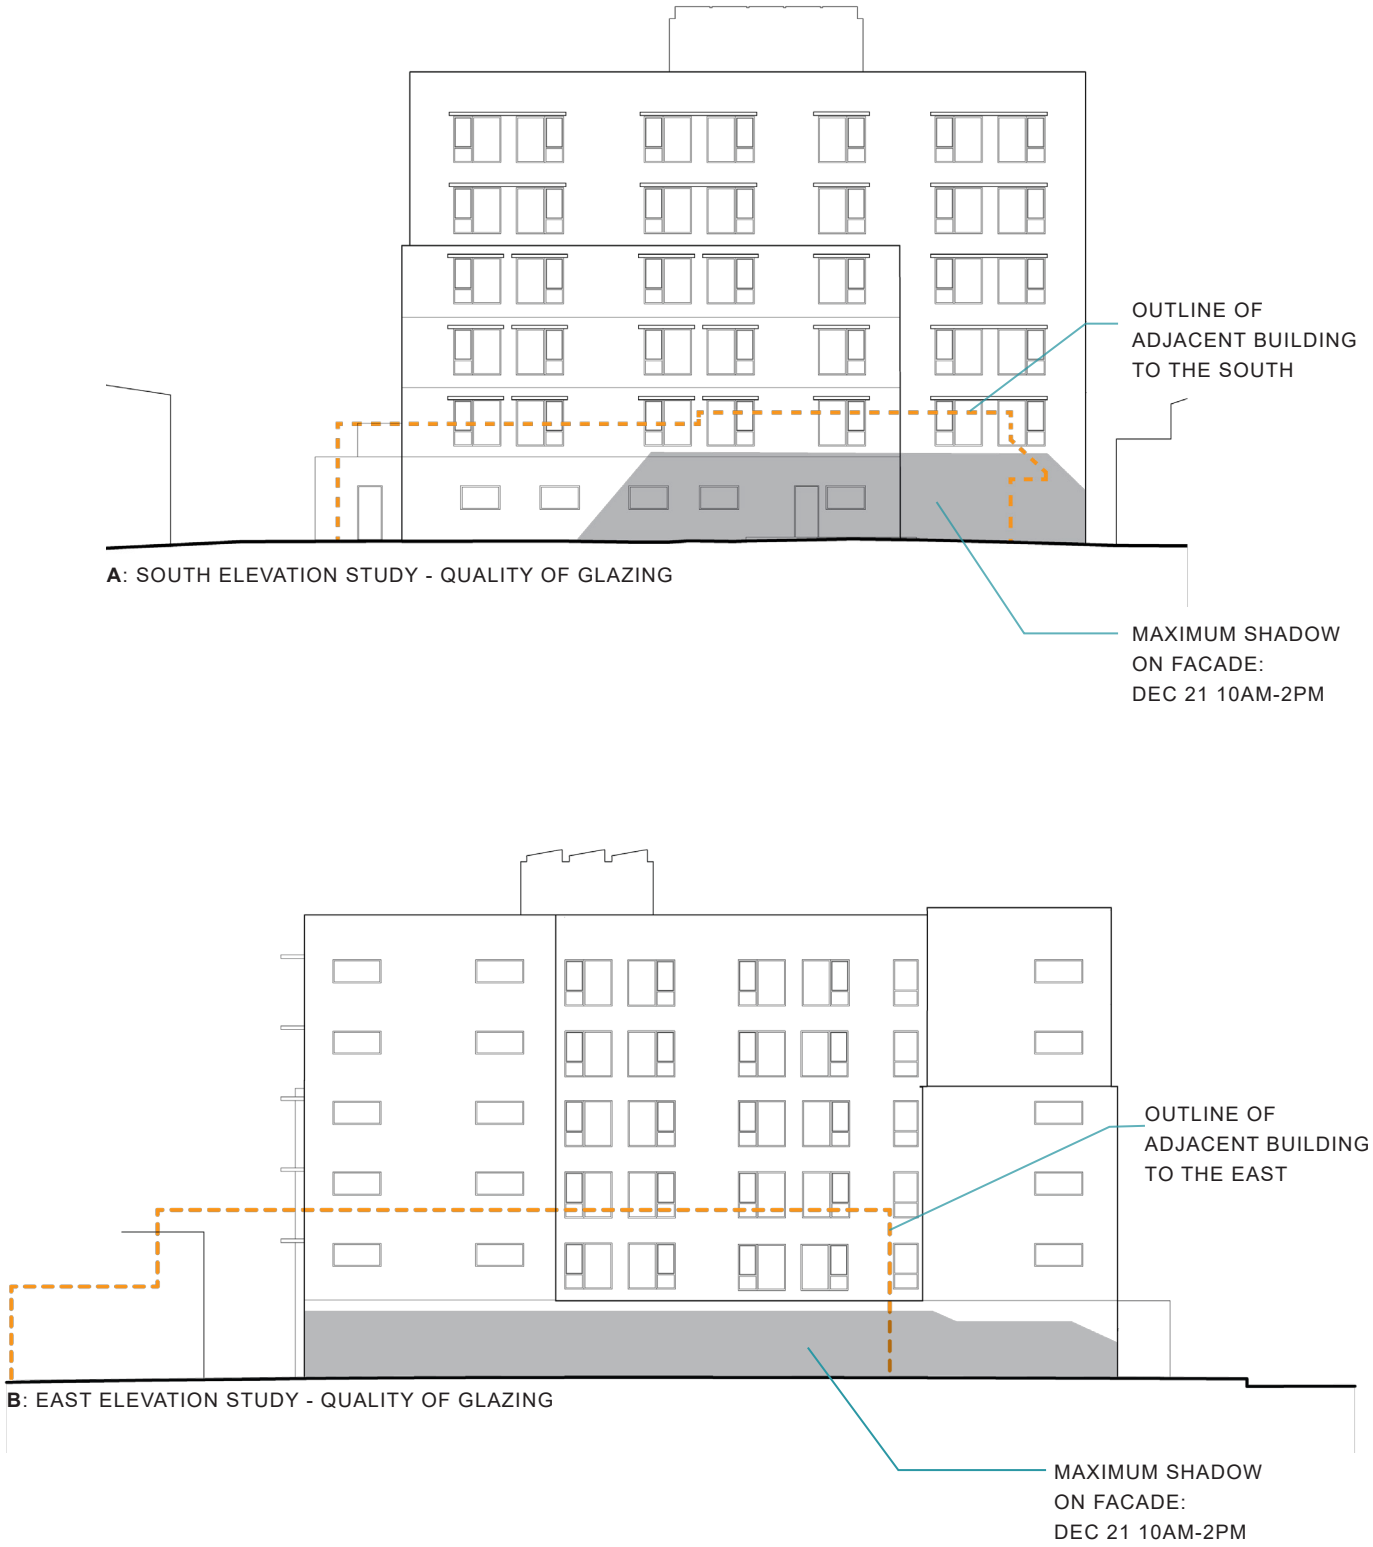 OUTLINE OF
ADJACENT BUILDING
TO THE SOUTH
A: SOUTH ELEVATION STUDY - QUALITY OF GLAZING
MAXIMUM SHADOW
ON FACADE:
DEC 21 10AM-2PM
OUTLINE OF
ADJACENT BUILDING
TO THE EAST
B: EAST ELEVATION STUDY - QUALITY OF GLAZING
MAXIMUM SHADOW
ON FACADE:
DEC 21 10AM-2PM